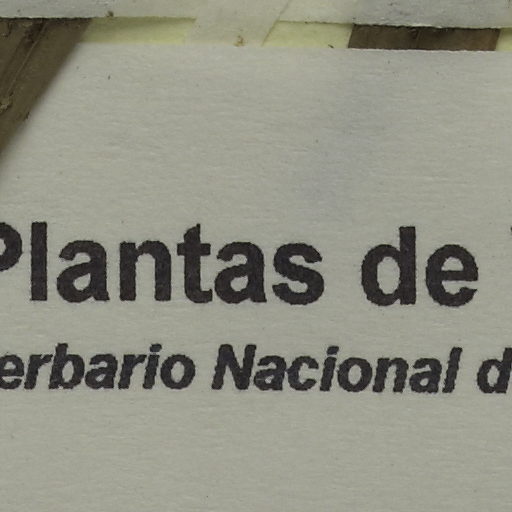 Plantas de
erbario Nacional d